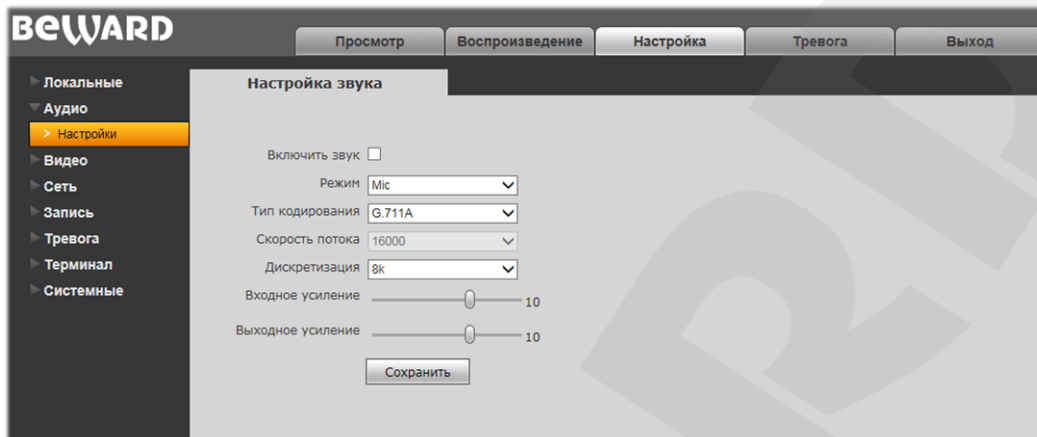 BEWARD
Просмотр
Воспроизведение
Настройка
Тревога
Выход
Локальные
Аудио
Настройки
Видео
Сеть
Запись
Тревога
Терминал
Системные
Настройка звука
Включить звук
Режим Mic
Тип кодирования G.711A
Скорость потока 16000
Дискретизация 8k
Входное усиление 10
Выходное усиление 10
Сохранить